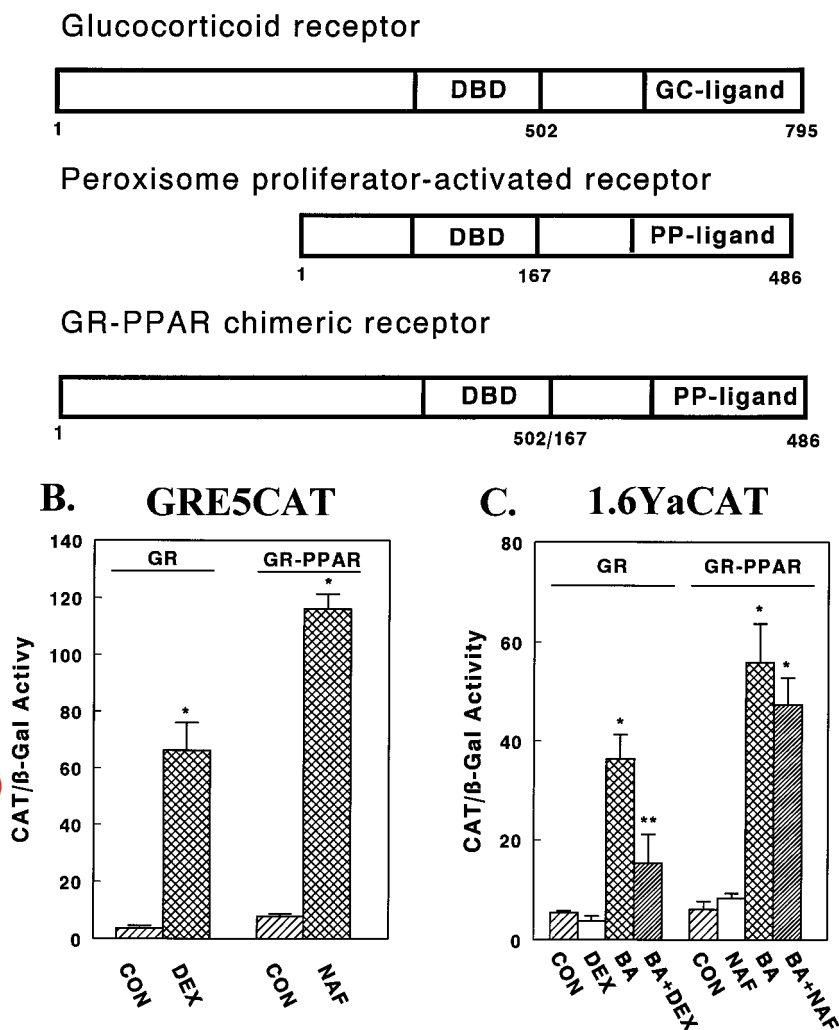 Glucocorticoid receptor
DBD GC-ligand
1 502 795
Peroxisome proliferator-activated receptor
DBD PP-ligand
1 167 486
GR-PPAR chimeric receptor
DBD PP-ligand
1 502/167 486
B. GRE5CAT
CAT/ß-Gal Activy
140
120
100
80
60
40
20
0
GR GR-PPAR
* *
CON DEX CON NAF
C. 1.6YaCAT
CAT/ß-Gal Activity
80
60
40
20
0
GR GR-PPAR
* ** * *
CON DEX BA BA+DEX CON NAF BA BA+NAF